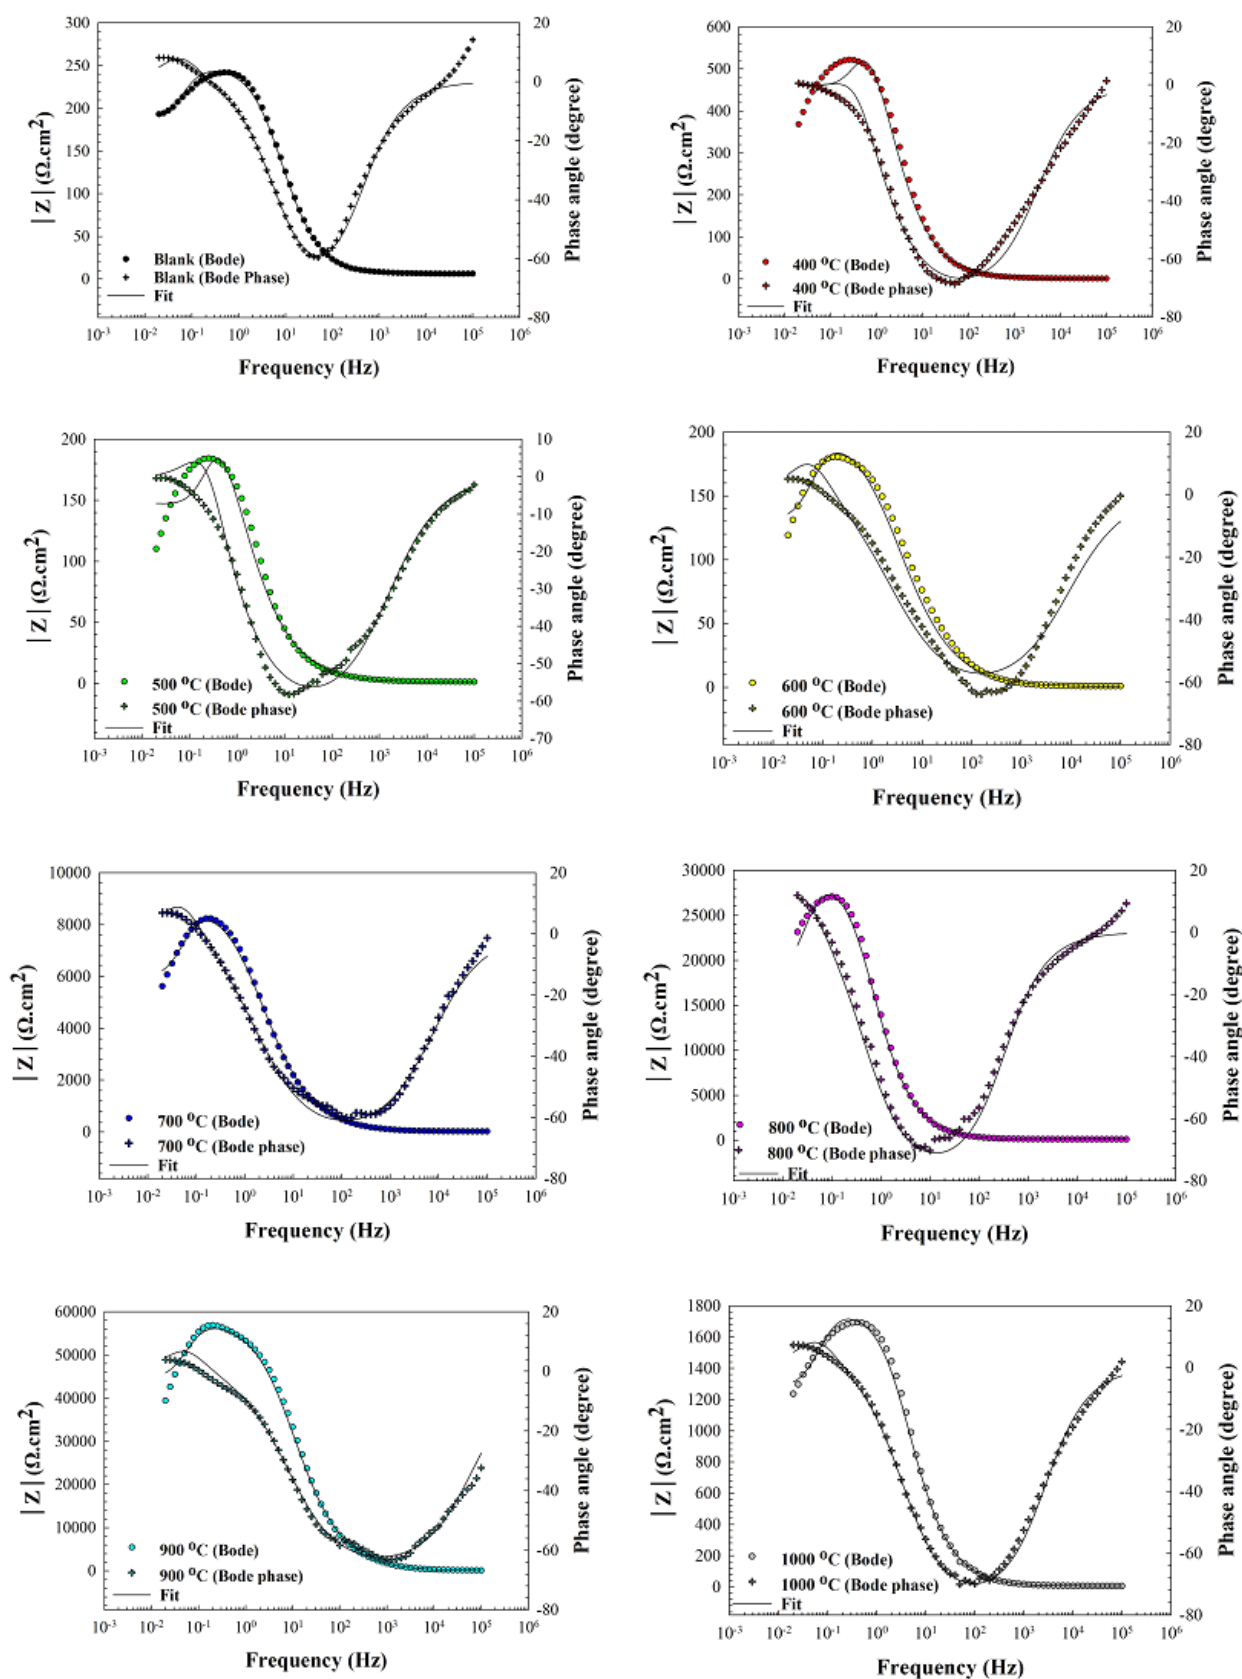 300
250
200
150
100
50
0
20
0
-20
-40
-60
-80
|Z| (Ω.cm²)
Phase angle (degree)
Blank (Bode)
Blank (Bode Phase)
Fit
10⁻³ 10⁻² 10⁻¹ 10⁰ 10¹ 10² 10³ 10⁴ 10⁵ 10⁶
Frequency (Hz)
600
500
400
300
200
100
0
20
0
-20
-40
-60
-80
|Z| (Ω.cm²)
Phase angle (degree)
400 ⁰C (Bode)
400 ⁰C (Bode phase)
Fit
10⁻³ 10⁻² 10⁻¹ 10⁰ 10¹ 10² 10³ 10⁴ 10⁵ 10⁶
Frequency (Hz)
200
150
100
50
0
10
0
-10
-20
-30
-40
-50
-60
-70
|Z| (Ω.cm²)
Phase angle (degree)
500 ⁰C (Bode)
500 ⁰C (Bode phase)
Fit
10⁻³ 10⁻² 10⁻¹ 10⁰ 10¹ 10² 10³ 10⁴ 10⁵ 10⁶
Frequency (Hz)
200
150
100
50
0
20
0
-20
-40
-60
-80
|Z| (Ω.cm²)
Phase angle (degree)
600 ⁰C (Bode)
600 ⁰C (Bode phase)
Fit
10⁻³ 10⁻² 10⁻¹ 10⁰ 10¹ 10² 10³ 10⁴ 10⁵ 10⁶
Frequency (Hz)
10000
8000
6000
4000
2000
0
20
0
-20
-40
-60
-80
|Z| (Ω.cm²)
Phase angle (degree)
700 ⁰C (Bode)
700 ⁰C (Bode phase)
Fit
10⁻³ 10⁻² 10⁻¹ 10⁰ 10¹ 10² 10³ 10⁴ 10⁵ 10⁶
Frequency (Hz)
30000
25000
20000
15000
10000
5000
0
20
0
-20
-40
-60
-80
|Z| (Ω.cm²)
Phase angle (degree)
800 ⁰C (Bode)
800 ⁰C (Bode phase)
Fit
10⁻³ 10⁻² 10⁻¹ 10⁰ 10¹ 10² 10³ 10⁴ 10⁵ 10⁶
Frequency (Hz)
60000
50000
40000
30000
20000
10000
0
20
0
-20
-40
-60
-80
|Z| (Ω.cm²)
Phase angle (degree)
900 ⁰C (Bode)
900 ⁰C (Bode phase)
Fit
10⁻³ 10⁻² 10⁻¹ 10⁰ 10¹ 10² 10³ 10⁴ 10⁵ 10⁶
Frequency (Hz)
1800
1600
1400
1200
1000
800
600
400
200
0
20
0
-20
-40
-60
-80
|Z| (Ω.cm²)
Phase angle (degree)
1000 ⁰C (Bode)
1000 ⁰C (Bode phase)
Fit
10⁻³ 10⁻² 10⁻¹ 10⁰ 10¹ 10² 10³ 10⁴ 10⁵ 10⁶
Frequency (Hz)